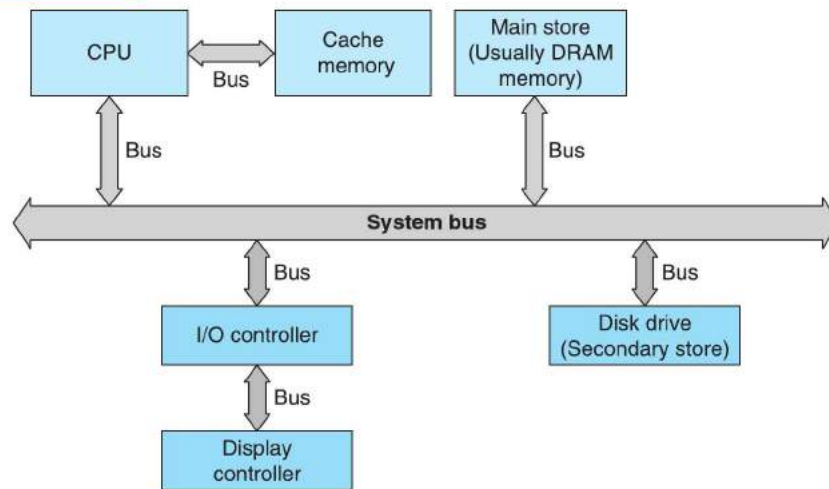 CPU
Bus
Cache
memory
Main store
(Usually DRAM
memory)
Bus
Bus
System bus
Bus
Bus
I/O controller
Disk drive
(Secondary store)
Bus
Display
controller